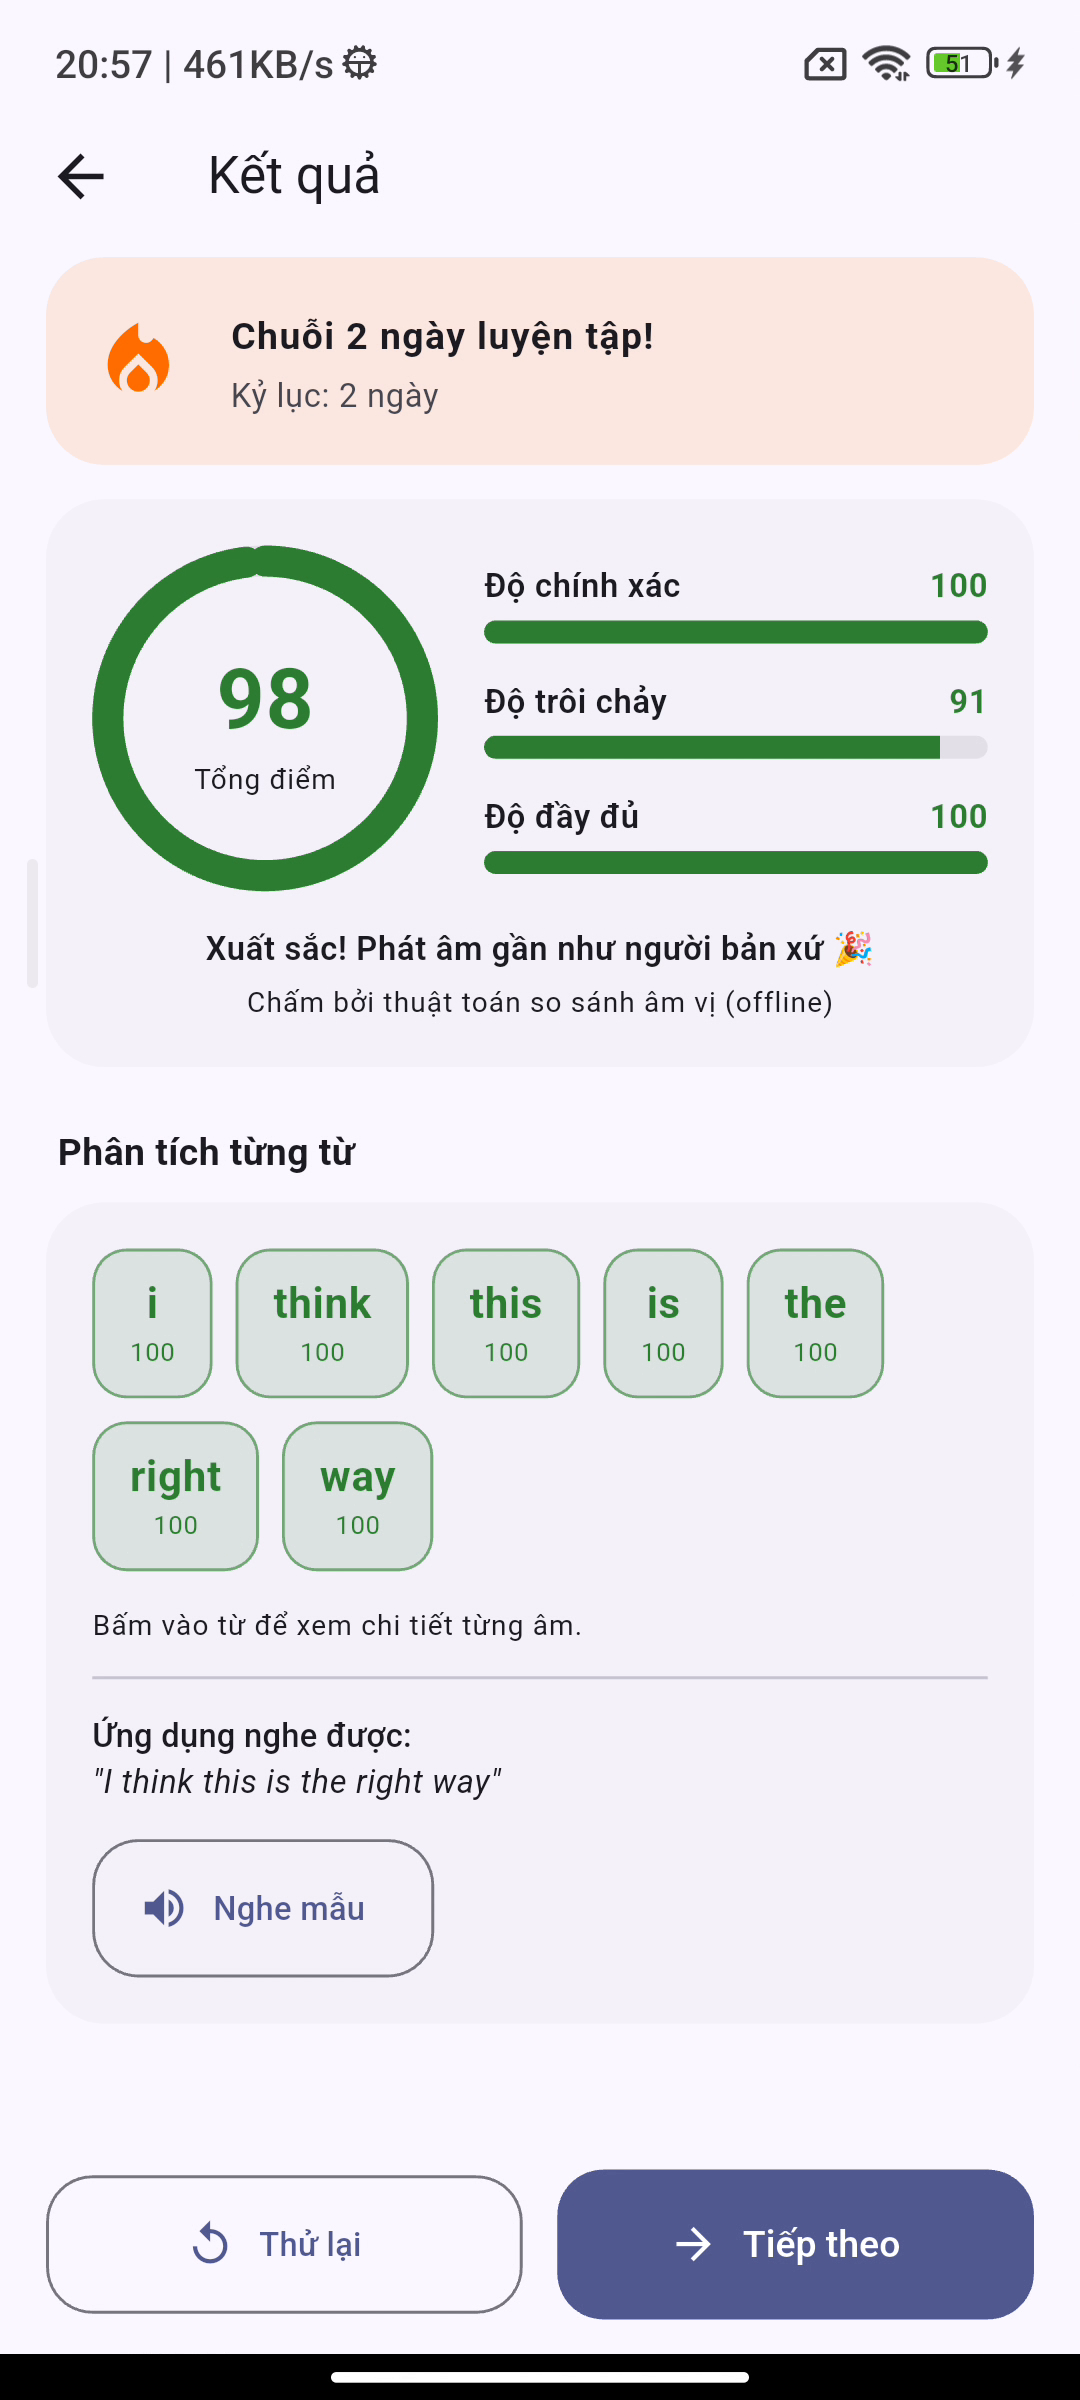 20:57 | 461KB/s
51
Kết quả
Chuỗi 2 ngày luyện tập!
Kỷ lục: 2 ngày
98
Tổng điểm
Độ chính xác 100
Độ trôi chảy 91
Độ đầy đủ 100
Xuất sắc! Phát âm gần như người bản xứ 🎉
Chấm bởi thuật toán so sánh âm vị (offline)
Phân tích từng từ
i think this is the
100 100 100 100 100
right way
100 100
Bấm vào từ để xem chi tiết từng âm.
Ứng dụng nghe được:
"I think this is the right way"
Nghe mẫu
Thử lại
Tiếp theo